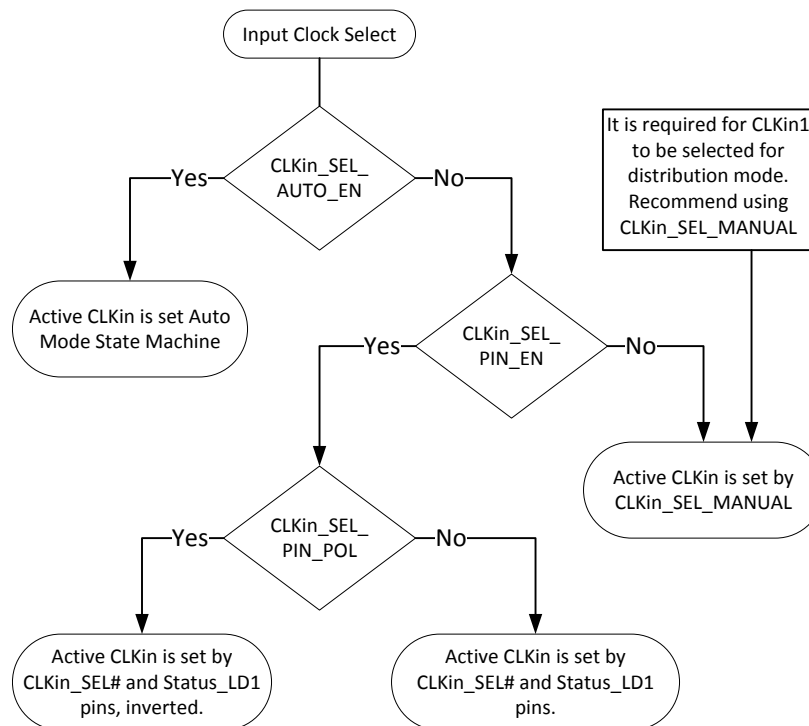 Input Clock Select
It is required for CLKin1
to be selected for
distribution mode.
Recommend using
CLKin_SEL_MANUAL
CLKin_SEL_
AUTO_EN
Yes
No
Active CLKin is set Auto
Mode State Machine
CLKin_SEL_
PIN_EN
Yes
No
Active CLKin is set by
CLKin_SEL_MANUAL
CLKin_SEL_
PIN_POL
Yes
No
Active CLKin is set by
CLKin_SEL# and Status_LD1
pins, inverted.
Active CLKin is set by
CLKin_SEL# and Status_LD1
pins.